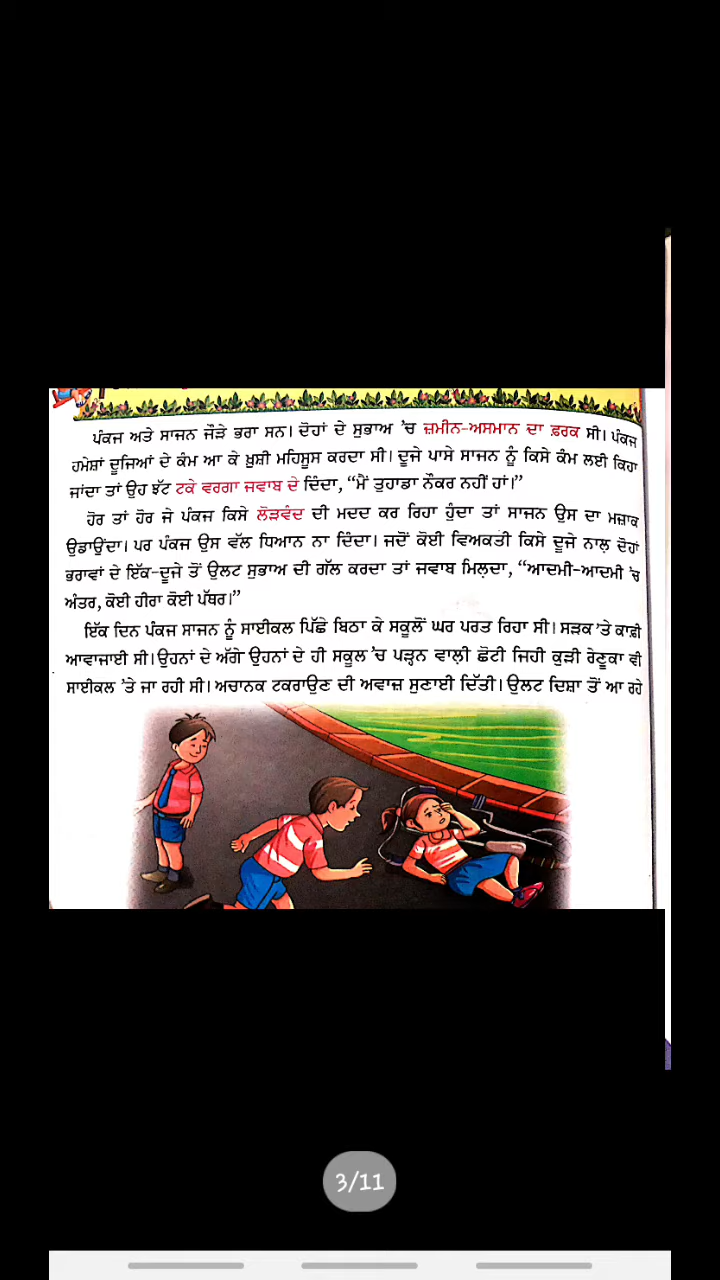 ਪੰਕਜ ਅਤੇ ਸਾਜਨ ਜੌੜੇ ਭਰਾ ਸਨ। ਦੋਹਾਂ ਦੇ ਸੁਭਾਅ ’ਚ ਜ਼ਮੀਨ-ਅਸਮਾਨ ਦਾ ਫ਼ਰਕ ਸੀ। ਪੰਕਜ
ਹਮੇਸ਼ਾਂ ਦੂਜਿਆਂ ਦੇ ਕੰਮ ਆ ਕੇ ਖ਼ੁਸ਼ੀ ਮਹਿਸੂਸ ਕਰਦਾ ਸੀ। ਦੂਜੇ ਪਾਸੇ ਸਾਜਨ ਨੂੰ ਕਿਸੇ ਕੰਮ ਲਈ ਕਿਹਾ
ਜਾਂਦਾ ਤਾਂ ਉਹ ਝੱਟ ਟਕੇ ਵਰਗਾ ਜਵਾਬ ਦੇ ਦਿੰਦਾ, “ਮੈਂ ਤੁਹਾਡਾ ਨੌਕਰ ਨਹੀਂ ਹਾਂ।”
ਹੋਰ ਤਾਂ ਹੋਰ ਜੇ ਪੰਕਜ ਕਿਸੇ ਲੋੜਵੰਦ ਦੀ ਮਦਦ ਕਰ ਰਿਹਾ ਹੁੰਦਾ ਤਾਂ ਸਾਜਨ ਉਸ ਦਾ ਮਜ਼ਾਕ
ਉਡਾਉਂਦਾ। ਪਰ ਪੰਕਜ ਉਸ ਵੱਲ ਧਿਆਨ ਨਾ ਦਿੰਦਾ। ਜਦੋਂ ਕੋਈ ਵਿਅਕਤੀ ਕਿਸੇ ਦੂਜੇ ਨਾਲ਼ ਦੋਹਾਂ
ਭਰਾਵਾਂ ਦੇ ਇੱਕ-ਦੂਜੇ ਤੋਂ ਉਲਟ ਸੁਭਾਅ ਦੀ ਗੱਲ ਕਰਦਾ ਤਾਂ ਜਵਾਬ ਮਿਲ਼ਦਾ, “ਆਦਮੀ-ਆਦਮੀ ’ਚ
ਅੰਤਰ, ਕੋਈ ਹੀਰਾ ਕੋਈ ਪੱਥਰ।”
ਇੱਕ ਦਿਨ ਪੰਕਜ ਸਾਜਨ ਨੂੰ ਸਾਈਕਲ ਪਿੱਛੇ ਬਿਠਾ ਕੇ ਸਕੂਲੋਂ ਘਰ ਪਰਤ ਰਿਹਾ ਸੀ। ਸੜਕ ’ਤੇ ਕਾਫ਼ੀ
ਆਵਾਜਾਈ ਸੀ। ਉਹਨਾਂ ਦੇ ਅੱਗੇ ਉਹਨਾਂ ਦੇ ਹੀ ਸਕੂਲ ’ਚ ਪੜ੍ਹਨ ਵਾਲ਼ੀ ਛੋਟੀ ਜਿਹੀ ਕੁੜੀ ਰੇਣੂਕਾ ਵੀ
ਸਾਈਕਲ ’ਤੇ ਜਾ ਰਹੀ ਸੀ। ਅਚਾਨਕ ਟਕਰਾਉਣ ਦੀ ਅਵਾਜ਼ ਸੁਣਾਈ ਦਿੱਤੀ। ਉਲਟ ਦਿਸ਼ਾ ਤੋਂ ਆ ਰਹੇ
3/11